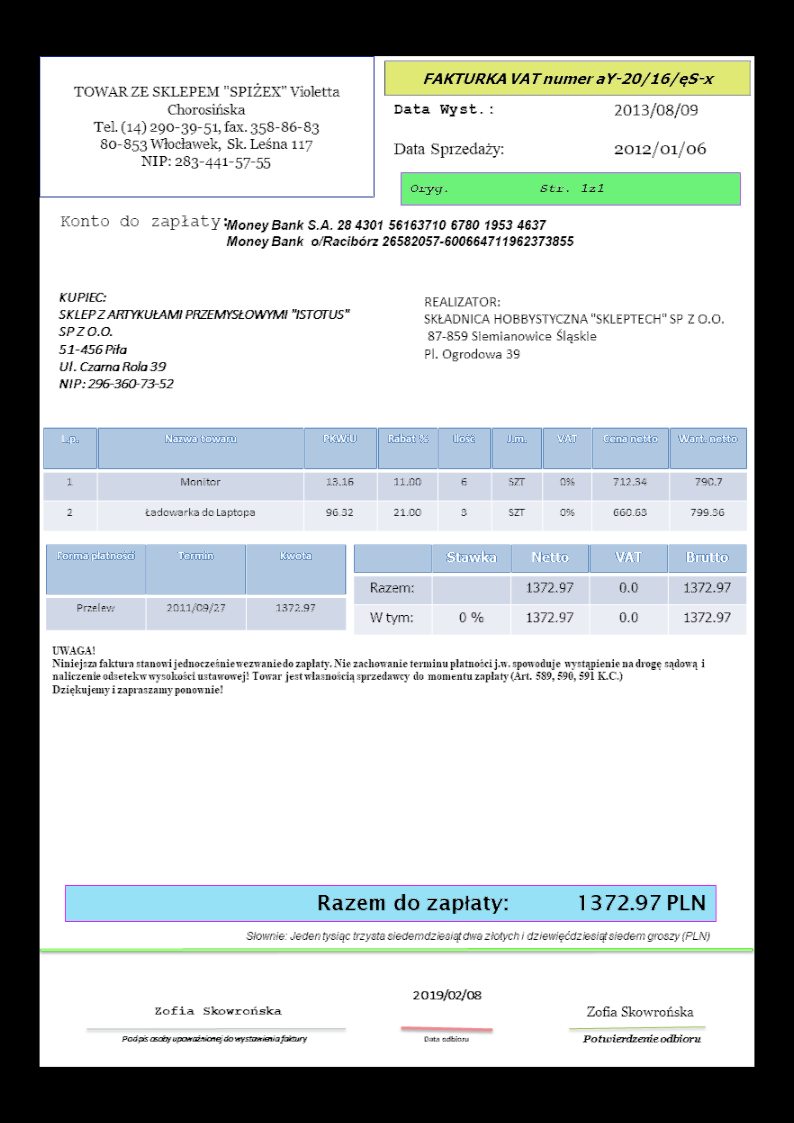 TOWAR ZE SKLEPEM "SPIŻEX" Violetta
Chorosińska
Tel. (14) 290-39-51, fax. 358-86-83
80-853 Włocławek, Sk. Leśna 117
NIP: 283-441-57-55
FAKTURKA VAT numer aY-20/16/ęS-x
Data Wyst.: 2013/08/09
Data Sprzedaży: 2012/01/06
Oryg. Str. 1z1
Konto do zapłaty:
Money Bank S.A. 28 4301 56163710 6780 1953 4637
Money Bank o/Racibórz 26582057-600664711962373855
KUPIEC:
SKLEP Z ARTYKUŁAMI PRZEMYSŁOWYMI "ISTOTUS"
SP Z O.O.
51-456 Piła
Ul. Czarna Rola 39
NIP: 296-360-73-52
REALIZATOR:
SKŁADNICA HOBBYSTYCZNA "SKLEPTECH" SP Z O.O.
87-859 Siemianowice Śląskie
Pl. Ogrodowa 39
L.p. Nazwa towaru PKWiU Rabat % Ilość J.m. VAT Cena netto Wart. netto
1 Monitor 13.16 11.00 6 SZT 0% 712.34 790.7
2 Ładowarka do Laptopa 96.32 21.00 3 SZT 0% 660.63 799.36
Forma płatności Termin Kwota
Przelew 2011/09/27 1372.97
Stawka Netto VAT Brutto
Razem: 1372.97 0.0 1372.97
W tym: 0 % 1372.97 0.0 1372.97
UWAGA!
Niniejsza faktura stanowi jednocześnie wezwanie do zapłaty. Nie zachowanie terminu płatności j.w. spowoduje wystąpienie na drogę sądową i
naliczenie odsetek w wysokości ustawowej! Towar jest własnością sprzedawcy do momentu zapłaty (Art. 589, 590, 591 K.C.)
Dziękujemy i zapraszamy ponownie!
Razem do zapłaty: 1372.97 PLN
Słownie: Jeden tysiąc trzysta siedemdziesiąt dwa złotych i dziewięćdziesiąt siedem groszy (PLN)
Zofia Skowrońska
Podpis osoby upoważnionej do wystawienia faktury
2019/02/08
Data odbioru
Zofia Skowrońska
Potwierdzenie odbioru